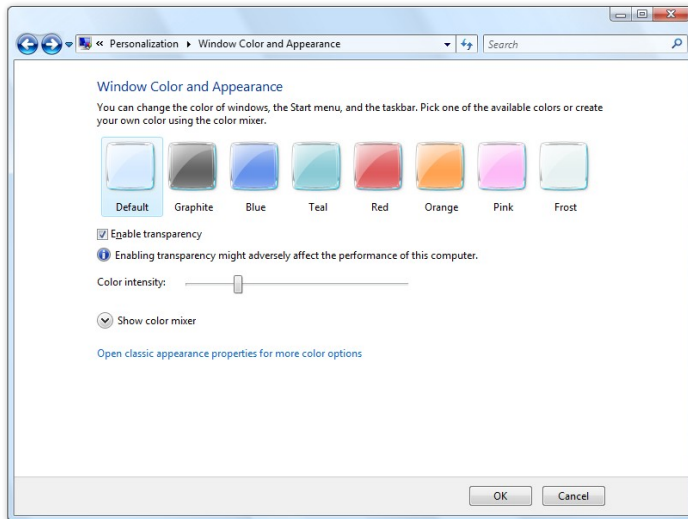 « Personalization ▸ Window Color and Appearance
Search
Window Color and Appearance
You can change the color of windows, the Start menu, and the taskbar. Pick one of the available colors or create
your own color using the color mixer.
Default Graphite Blue Teal Red Orange Pink Frost
Enable transparency
Enabling transparency might adversely affect the performance of this computer.
Color intensity:
Show color mixer
Open classic appearance properties for more color options
OK Cancel